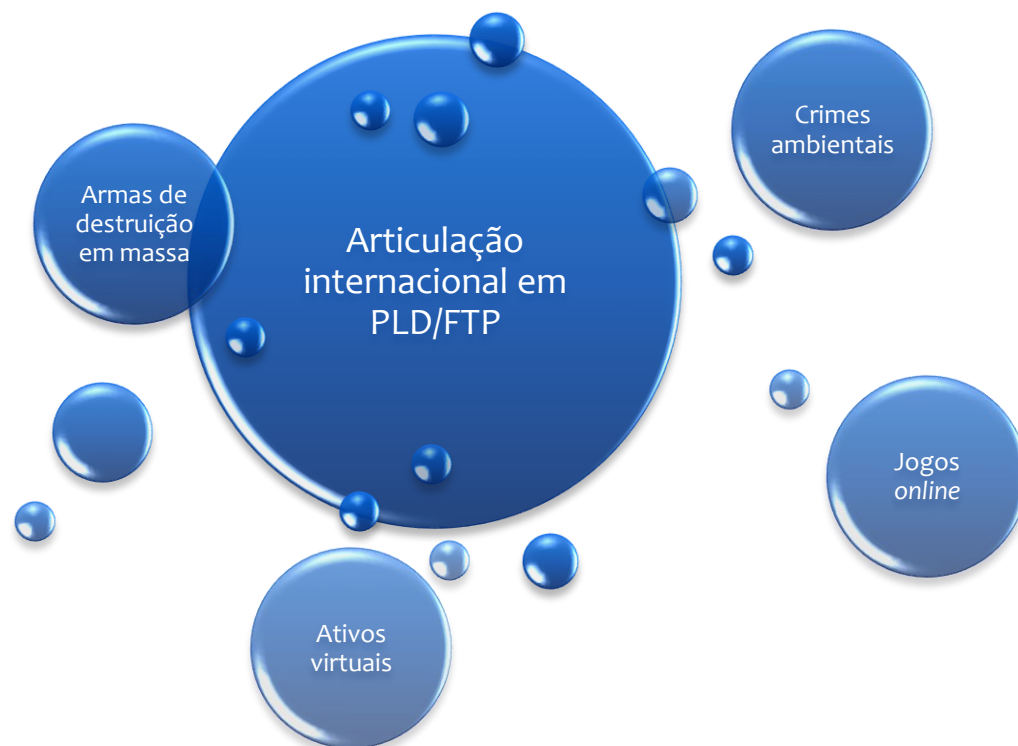 Crimes
ambientais
Armas de
destruição
em massa
Articulação
internacional em
PLD/FTP
Jogos
online
Ativos
virtuais